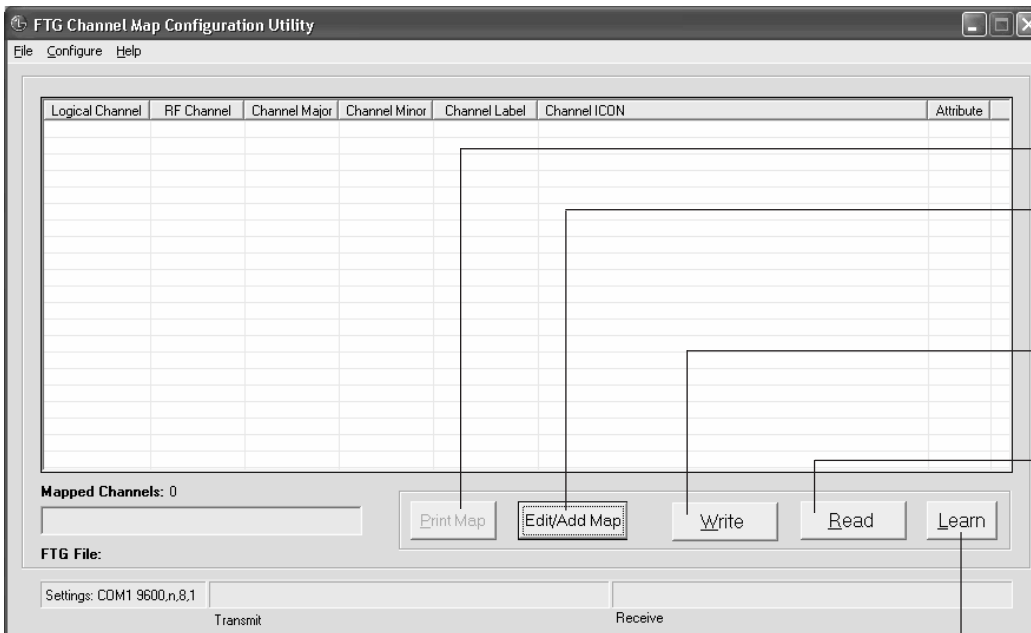 FTG Channel Map Configuration Utility
File Configure Help
Logical Channel RF Channel Channel Major Channel Minor Channel Label Channel ICON Attribute
Mapped Channels: 0
Print Map Edit/Add Map Write Read Learn
FTG File:
Settings: COM1 9600,n,8,1
Transmit Receive